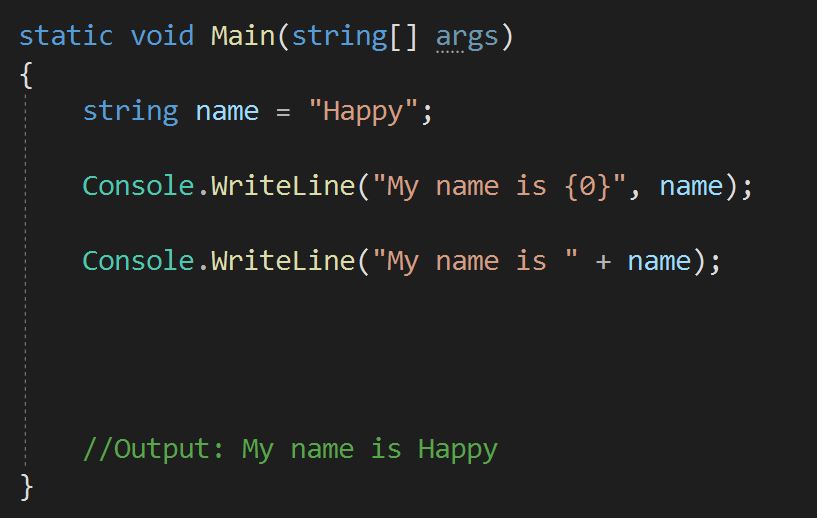 static void Main(string[] args)
{
string name = "Happy";
Console.WriteLine("My name is {0}", name);
Console.WriteLine("My name is " + name);
//Output: My name is Happy
}